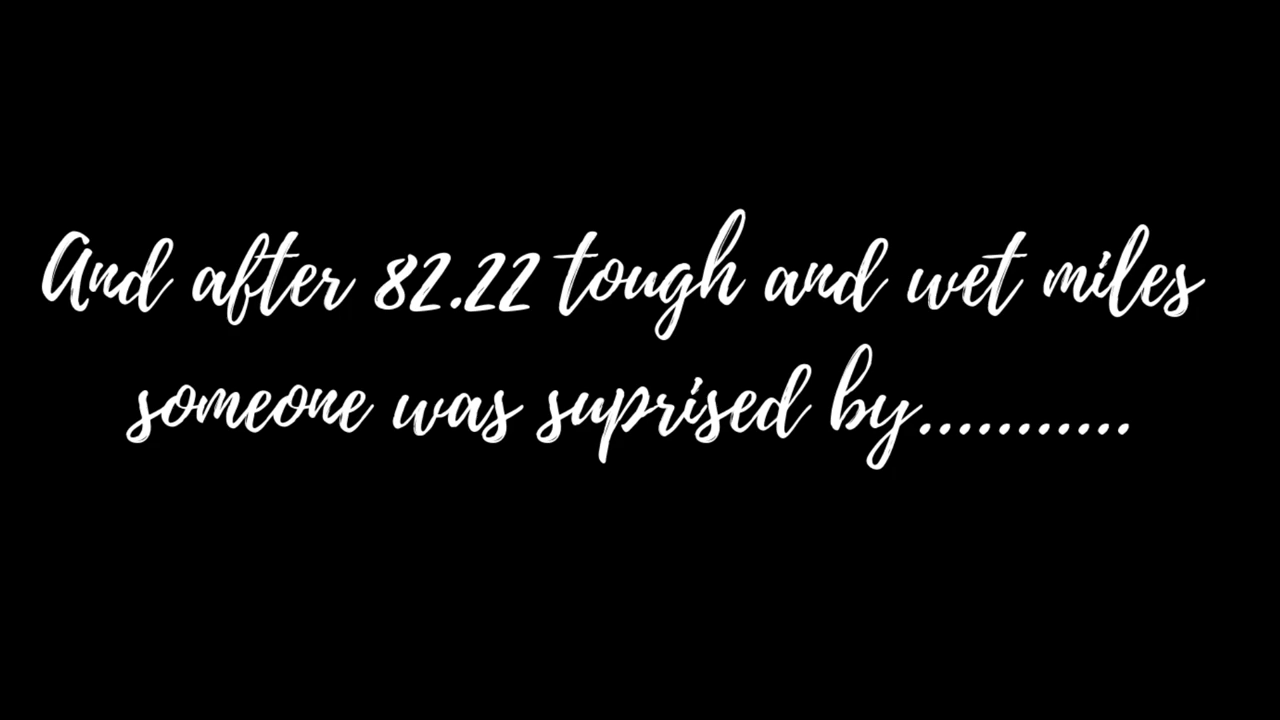 And after 82.22 tough and wet miles
someone was suprised by...........